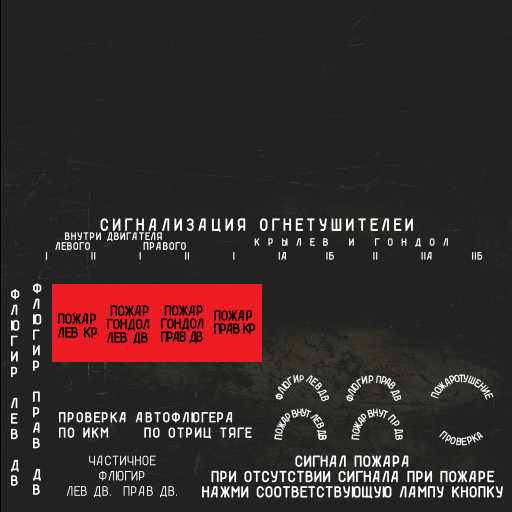 СИГНАЛИЗАЦИЯ ОГНЕТУШИТЕЛЕИ
ВНУТРИ ДВИГАТЕЛЯ
ЛЕВОГО ПРАВОГО
КРЫЛЕВ И ГОНДОЛ
I II I II I IА IБ II IIА IIБ
ФЛЮГИР ЛЕВ ДВ
ФЛЮГИР ПРАВ ДВ
ПОЖАР
ЛЕВ КР
ПОЖАР
ГОНДОЛ
ЛЕВ ДВ
ПОЖАР
ГОНДОЛ
ПРАВ ДВ
ПОЖАР
ПРАВ КР
ФЛЮГИР ЛЕВ ДВ
ПОЖАР ВНУТ ЛЕВ ДВ
ФЛЮГИР ПРАВ ДВ
ПОЖАР ВНУТ ПР ДВ
ПОЖАРОТУШЕНИЕ
ПРОВЕРКА
ПРОВЕРКА АВТОФЛЮГЕРА
ПО ИКМ ПО ОТРИЦ ТЯГЕ
ЧАСТИЧНОЕ
ФЛЮГИР
ЛЕВ ДВ. ПРАВ ДВ.
СИГНАЛ ПОЖАРА
ПРИ ОТСУТСТВИИ СИГНАЛА ПРИ ПОЖАРЕ
НАЖМИ СООТВЕТСТВУЮЩУЮ ЛАМПУ КНОПКУ